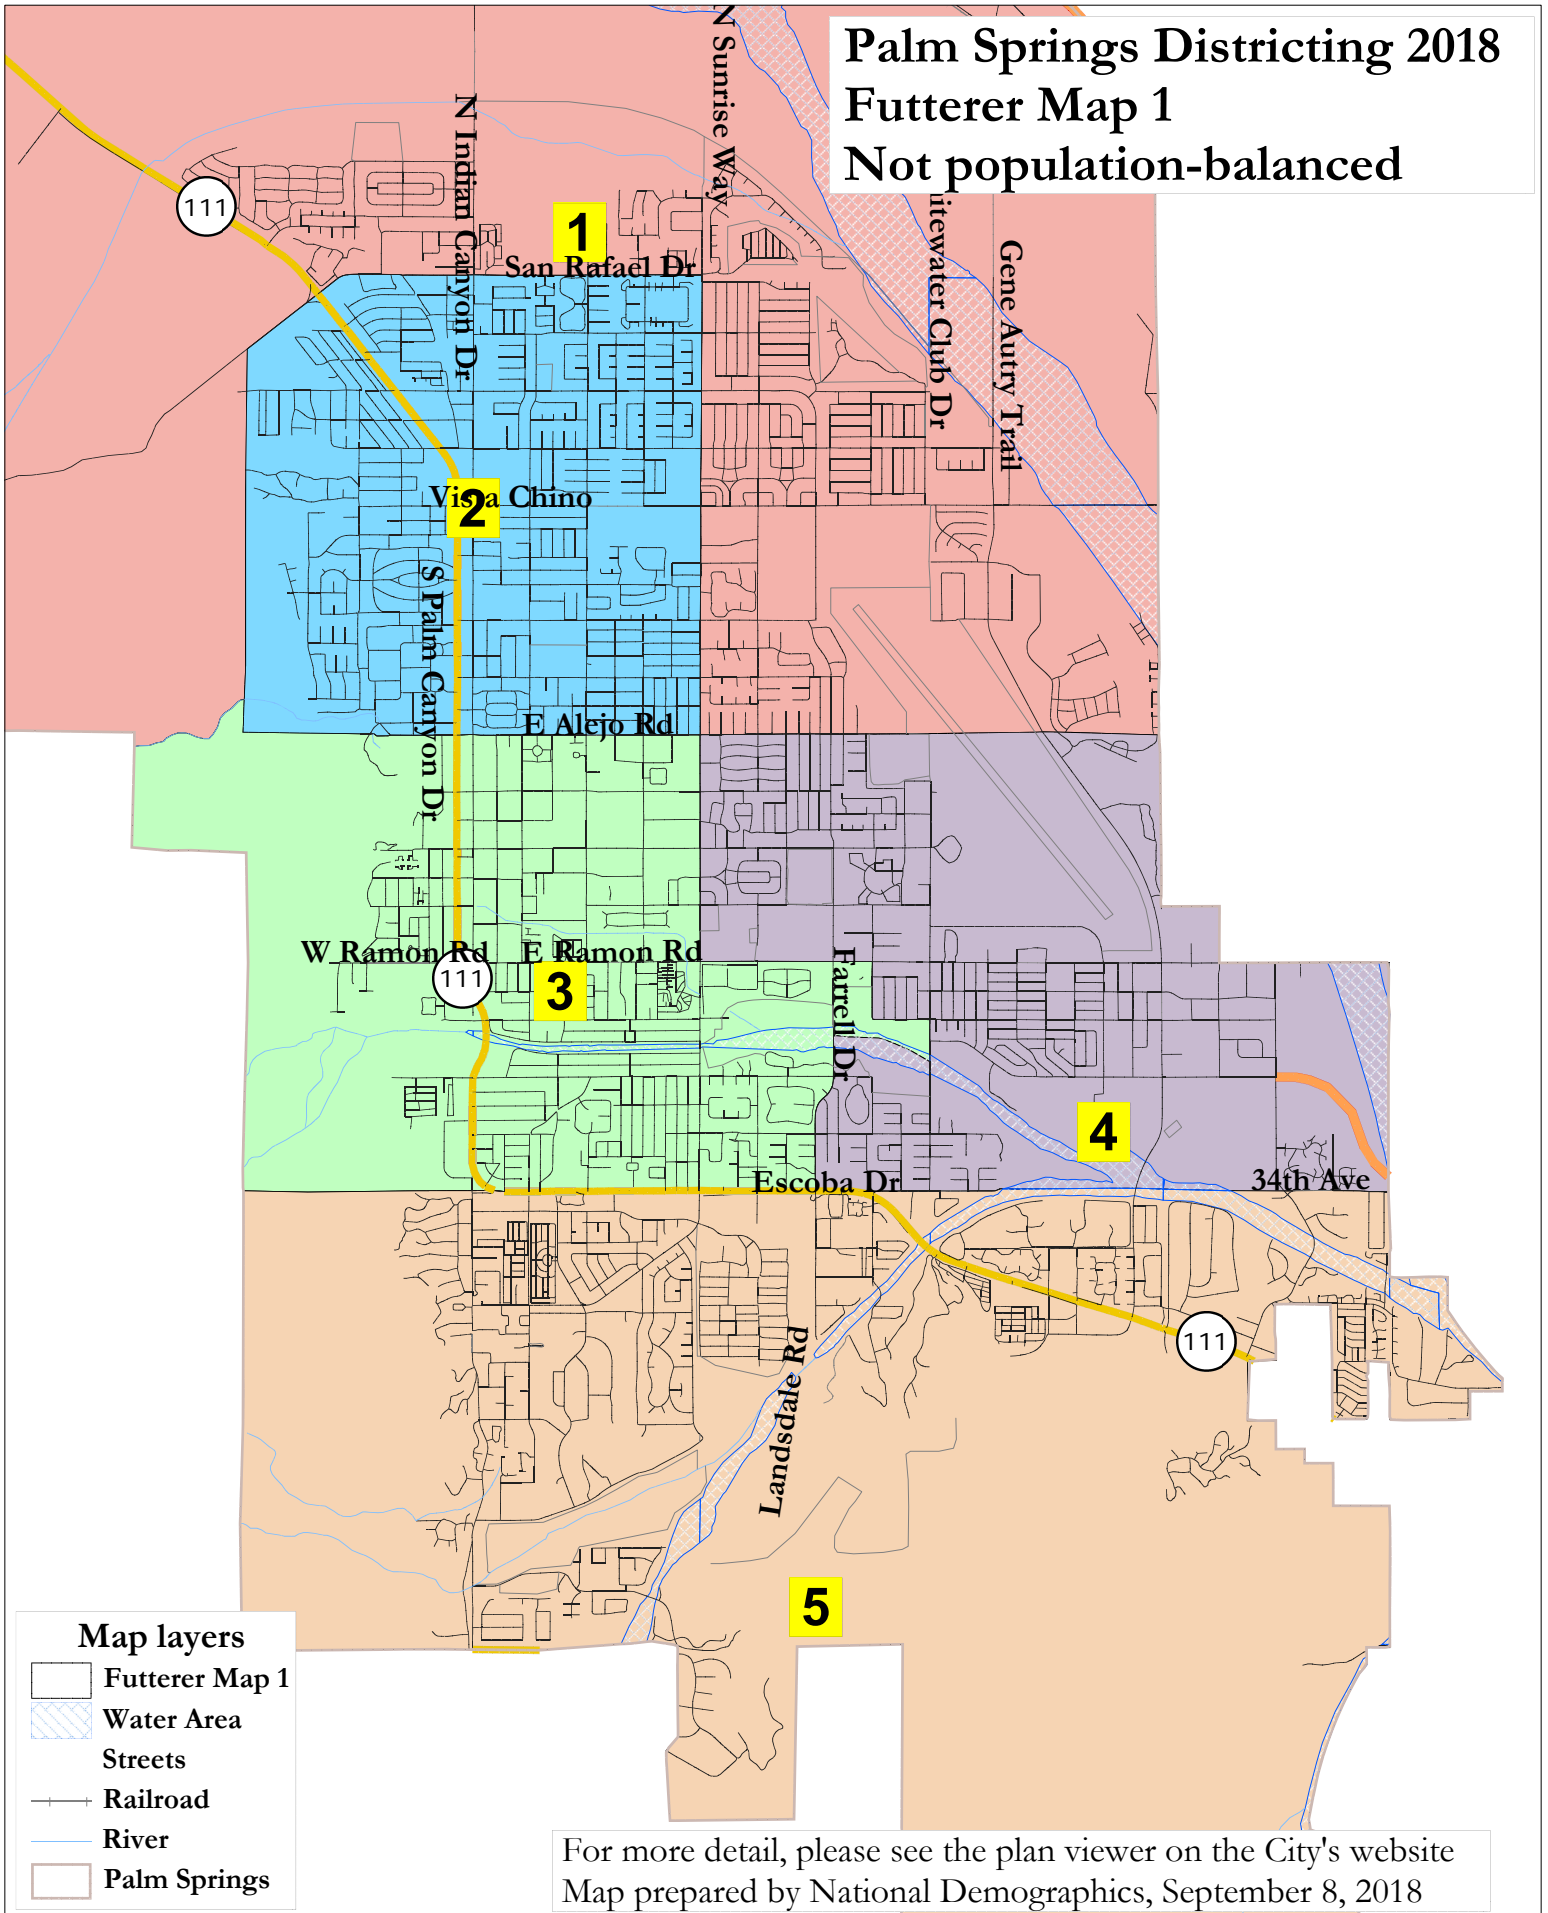 Palm Springs Districting 2018
Futterer Map 1
Not population-balanced
N Sunrise Way
N Indian Canyon Dr
itewater Club Dr
Gene Autry Trail
111
1
San Rafael Dr
Vista Chino
2
S Palm Canyon Dr
E Alejo Rd
W Ramon Rd
E Ramon Rd
111
3
Farrell Dr
4
Escoba Dr
34th Ave
111
Landsdale Rd
5
Map layers
Futterer Map 1
Water Area
Streets
Railroad
River
Palm Springs
For more detail, please see the plan viewer on the City's website
Map prepared by National Demographics, September 8, 2018